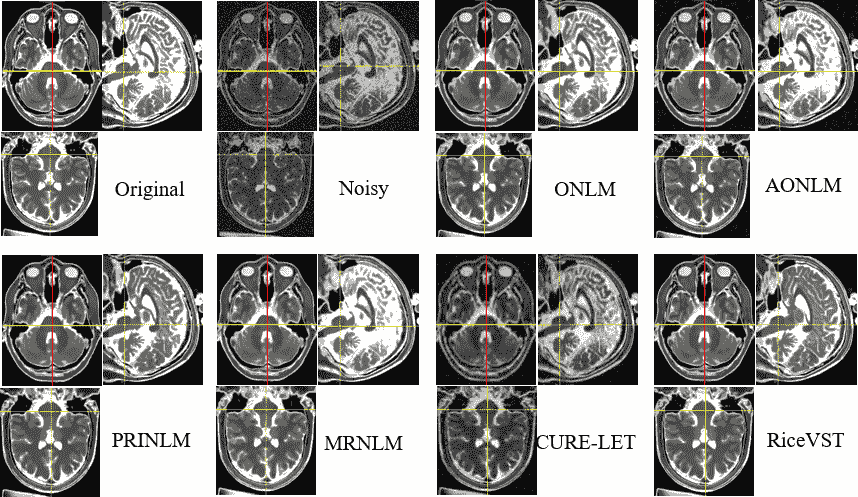 Original
Noisy
ONLM
AONLM
PRINLM
MRNLM
CURE-LET
RiceVST